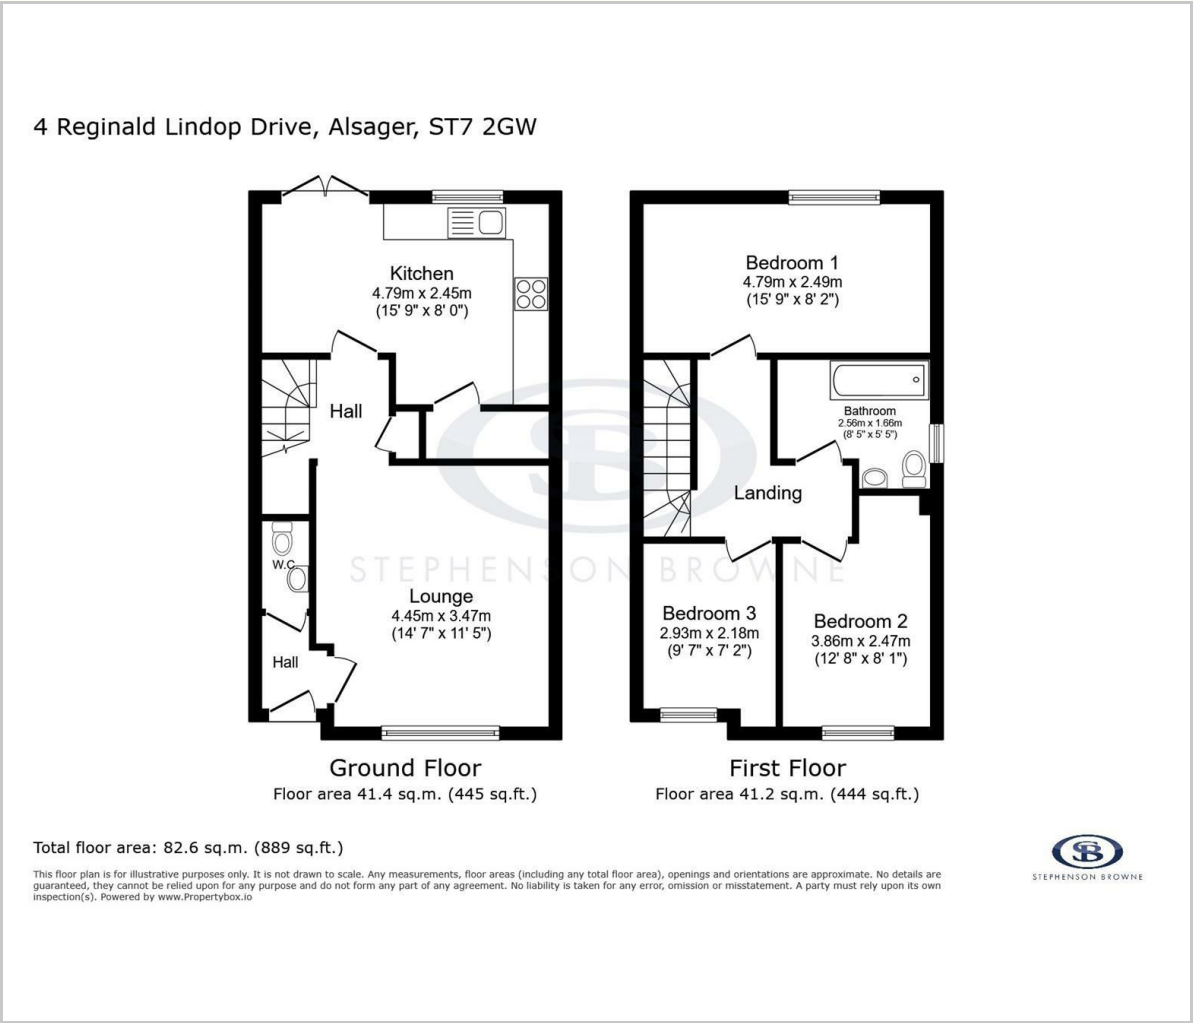 4 Reginald Lindop Drive, Alsager, ST7 2GW
Kitchen
4.79m x 2.45m
(15' 9" x 8' 0")
Hall
W.C.
Lounge
4.45m x 3.47m
(14' 7" x 11' 5")
Hall
Bedroom 1
4.79m x 2.49m
(15' 9" x 8' 2")
Bathroom
2.56m x 1.66m
(8' 5" x 5' 5")
Landing
Bedroom 3
2.93m x 2.18m
(9' 7" x 7' 2")
Bedroom 2
3.86m x 2.47m
(12' 8" x 8' 1")
SB
STEPHENSON BROWNE
Ground Floor
Floor area 41.4 sq.m. (445 sq.ft.)
First Floor
Floor area 41.2 sq.m. (444 sq.ft.)
Total floor area: 82.6 sq.m. (889 sq.ft.)
This floor plan is for illustrative purposes only. It is not drawn to scale. Any measurements, floor areas (including any total floor area), openings and orientations are approximate. No details are
guaranteed, they cannot be relied upon for any purpose and do not form any part of any agreement. No liability is taken for any error, omission or misstatement. A party must rely upon its own
inspection(s). Powered by www.Propertybox.io
SB
STEPHENSON BROWNE